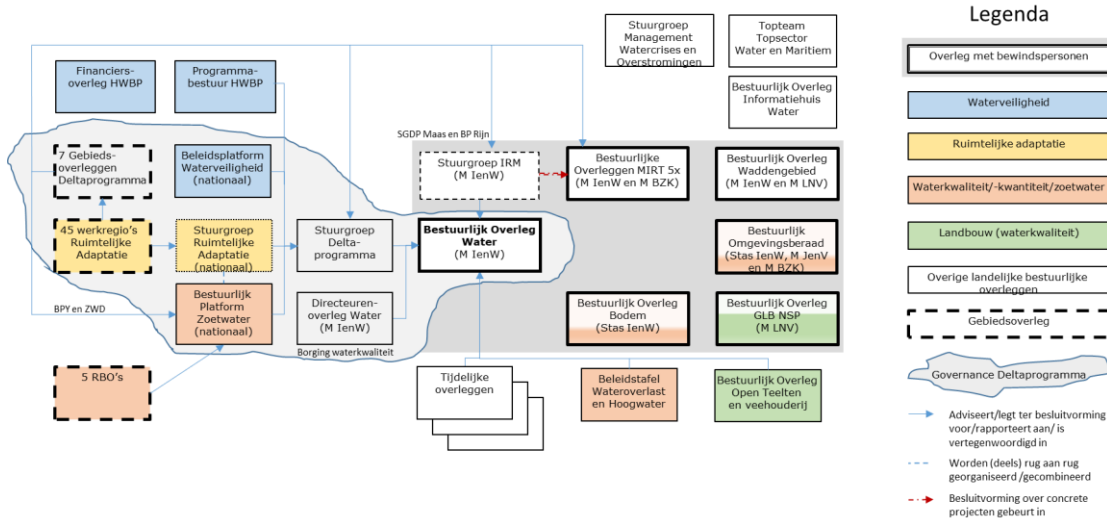 Financiers-
overleg HWBP
Programma-
bestuur HWBP
Stuurgroep
Management
Watercrises en
Overstromingen
Topteam
Topsector
Water en Maritiem
Bestuurlijk Overleg
Informatiehuis
Water
SGDP Maas en BP Rijn
7 Gebieds-
overleggen
Deltaprogramma
Beleidsplatform
Waterveiligheid
(nationaal)
Stuurgroep IRM
(M IenW)
Bestuurlijke
Overleggen MIRT 5x
(M IenW en M BZK)
Bestuurlijk Overleg
Waddengebied
(M IenW en M LNV)
45 werkregio's
Ruimtelijke
Adaptatie
Stuurgroep
Ruimtelijke
Adaptatie
(nationaal)
Stuurgroep
Delta-
programma
Bestuurlijk Overleg
Water
(M IenW)
Bestuurlijk
Omgevingsberaad
(Stas IenW, M JenV
en M BZK)
BPY en ZWD
Bestuurlijk
Platform
Zoetwater
(nationaal)
Directeuren-
overleg Water
(M IenW)
Borging waterkwaliteit
Bestuurlijk Overleg
Bodem
(Stas IenW)
Bestuurlijk Overleg
GLB NSP
(M LNV)
5 RBO's
Tijdelijke
overleggen
Beleidstafel
Wateroverlast
en Hoogwater
Bestuurlijk Overleg
Open Teelten
en veehouderij
Legenda
Overleg met bewindspersonen
Waterveiligheid
Ruimtelijke adaptatie
Waterkwaliteit/-kwantiteit/zoetwater
Landbouw (waterkwaliteit)
Overige landelijke bestuurlijke
overleggen
Gebiedsoverleg
Governance Deltaprogramma
Adviseert/legt ter besluitvorming
voor/rapporteert aan/ is
vertegenwoordigd in
Worden (deels) rug aan rug
georganiseerd /gecombineerd
Besluitvorming over concrete
projecten gebeurt in